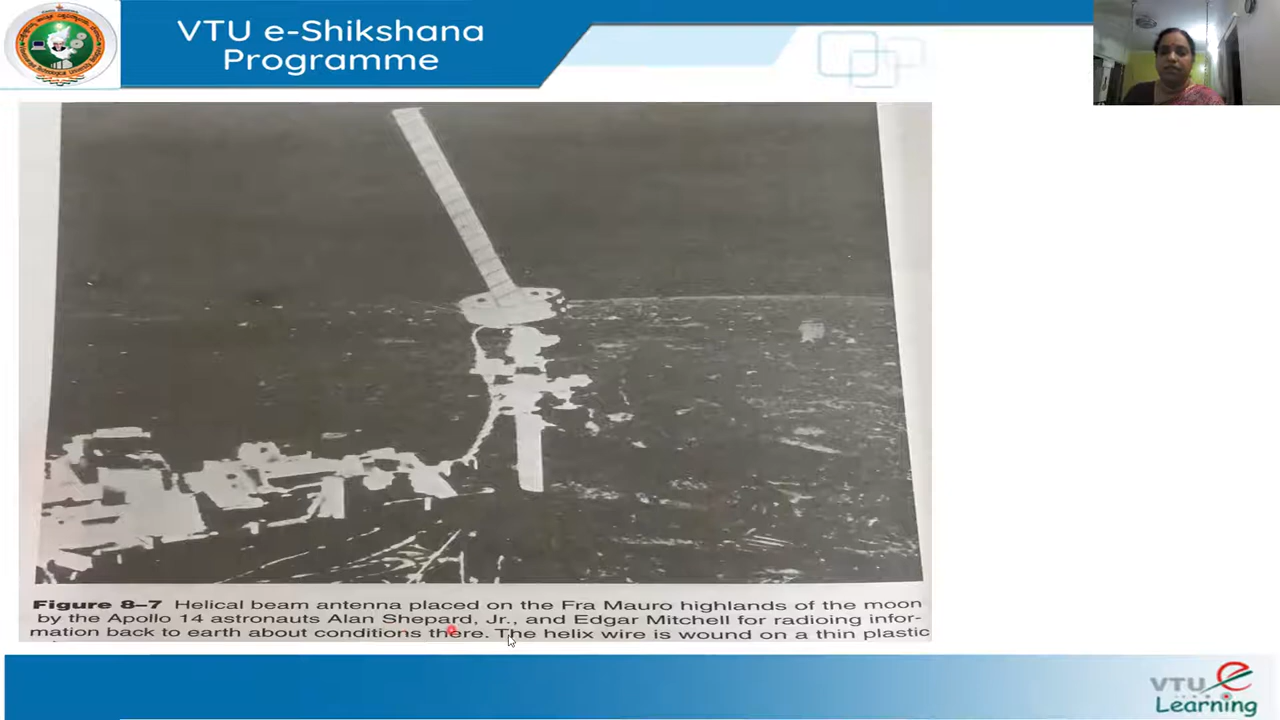 VTU e-Shikshana
Programme
Figure 8–7 Helical beam antenna placed on the Fra Mauro highlands of the moon
by the Apollo 14 astronauts Alan Shepard, Jr., and Edgar Mitchell for radioing infor-
mation back to earth about conditions there. The helix wire is wound on a thin plastic
VTU e
Learning